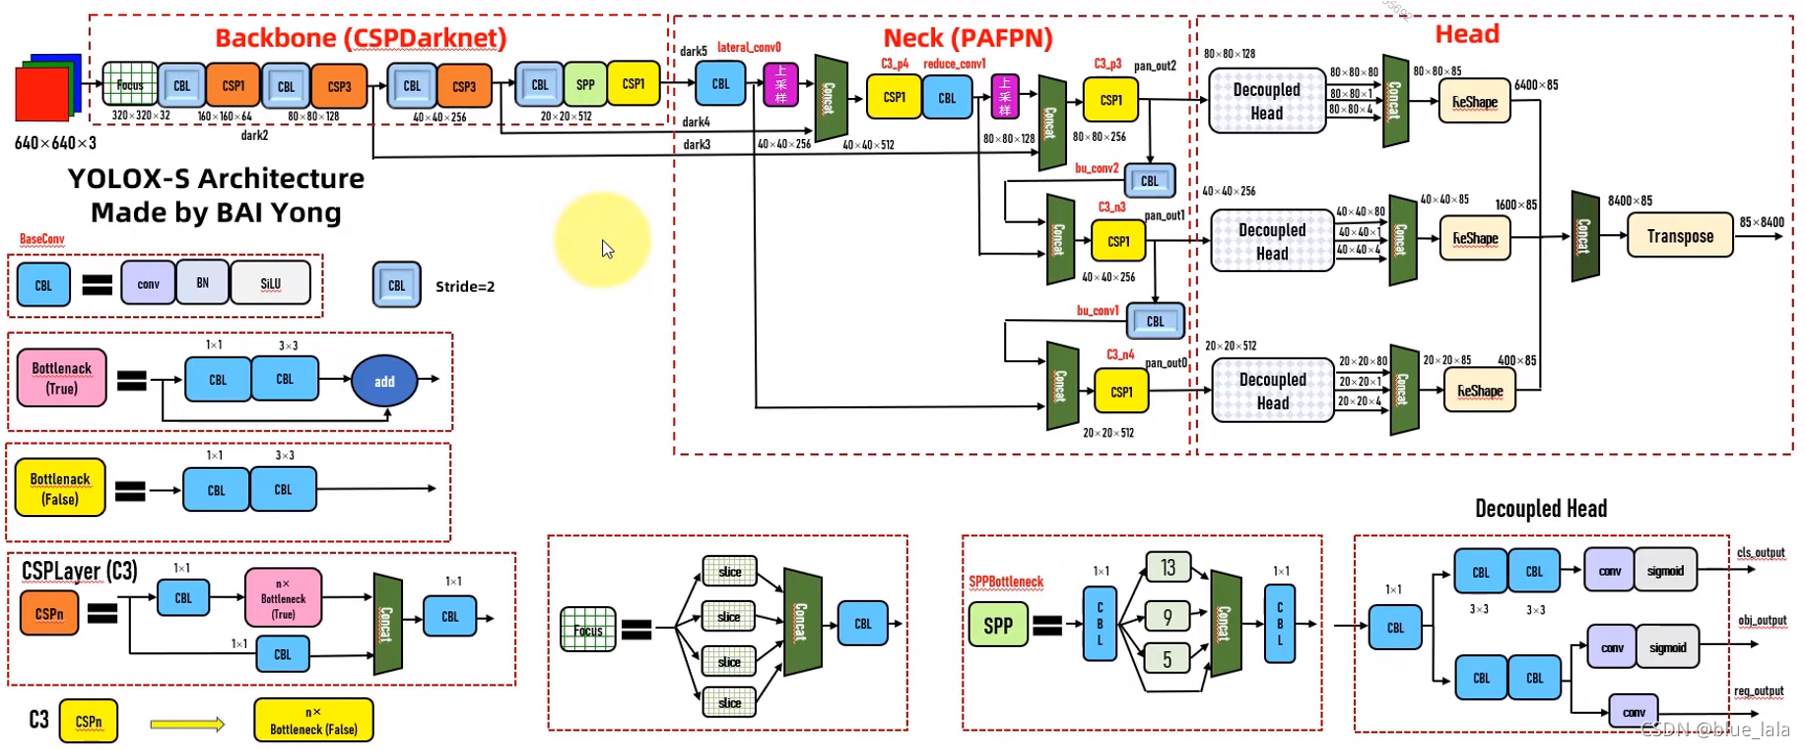 Backbone (CSPDarknet)
Neck (PAFPN)
Head
Focus
CBL
CSP1
CBL
CSP3
CBL
CSP3
CBL
SPP
CSP1
320×320×32
160×160×64
80×80×128
40×40×256
20×20×512
dark2
640×640×3
dark5
lateral_conv0
CBL
上采样
Concat
C3_p4
reduce_conv1
CSP1
CBL
上采样
Concat
C3_p3
CSP1
pan_out2
dark4
dark3
40×40×256
40×40×512
80×80×128
80×80×256
bu_conv2
CBL
Concat
C3_n3
CSP1
pan_out1
40×40×256
bu_conv1
CBL
Concat
C3_n4
CSP1
pan_out0
20×20×512
80×80×128
Decoupled
Head
80×80×80
80×80×1
80×80×4
Concat
80×80×85
ReShape
6400×85
40×40×256
Decoupled
Head
40×40×80
40×40×1
40×40×4
Concat
40×40×85
ReShape
1600×85
20×20×512
Decoupled
Head
20×20×80
20×20×1
20×20×4
Concat
20×20×85
ReShape
400×85
Concat
8400×85
Transpose
85×8400
YOLOX-S Architecture
Made by BAI Yong
BaseConv
CBL
conv
BN
SiLU
CBL
Stride=2
Bottlenack
(True)
1×1
3×3
CBL
CBL
add
Bottlenack
(False)
1×1
3×3
CBL
CBL
CSPLayer (C3)
CSPn
1×1
CBL
n×
Bottleneck
(True)
1×1
CBL
Concat
1×1
CBL
C3
CSPn
n×
Bottleneck (False)
Focus
slice
slice
slice
slice
Concat
CBL
SPPBottleneck
SPP
1×1
CBL
13
9
5
Concat
1×1
CBL
Decoupled Head
1×1
CBL
CBL
CBL
3×3
3×3
conv
sigmoid
cls_output
CBL
CBL
conv
sigmoid
obj_output
conv
req_output
CSDN @blue_lala